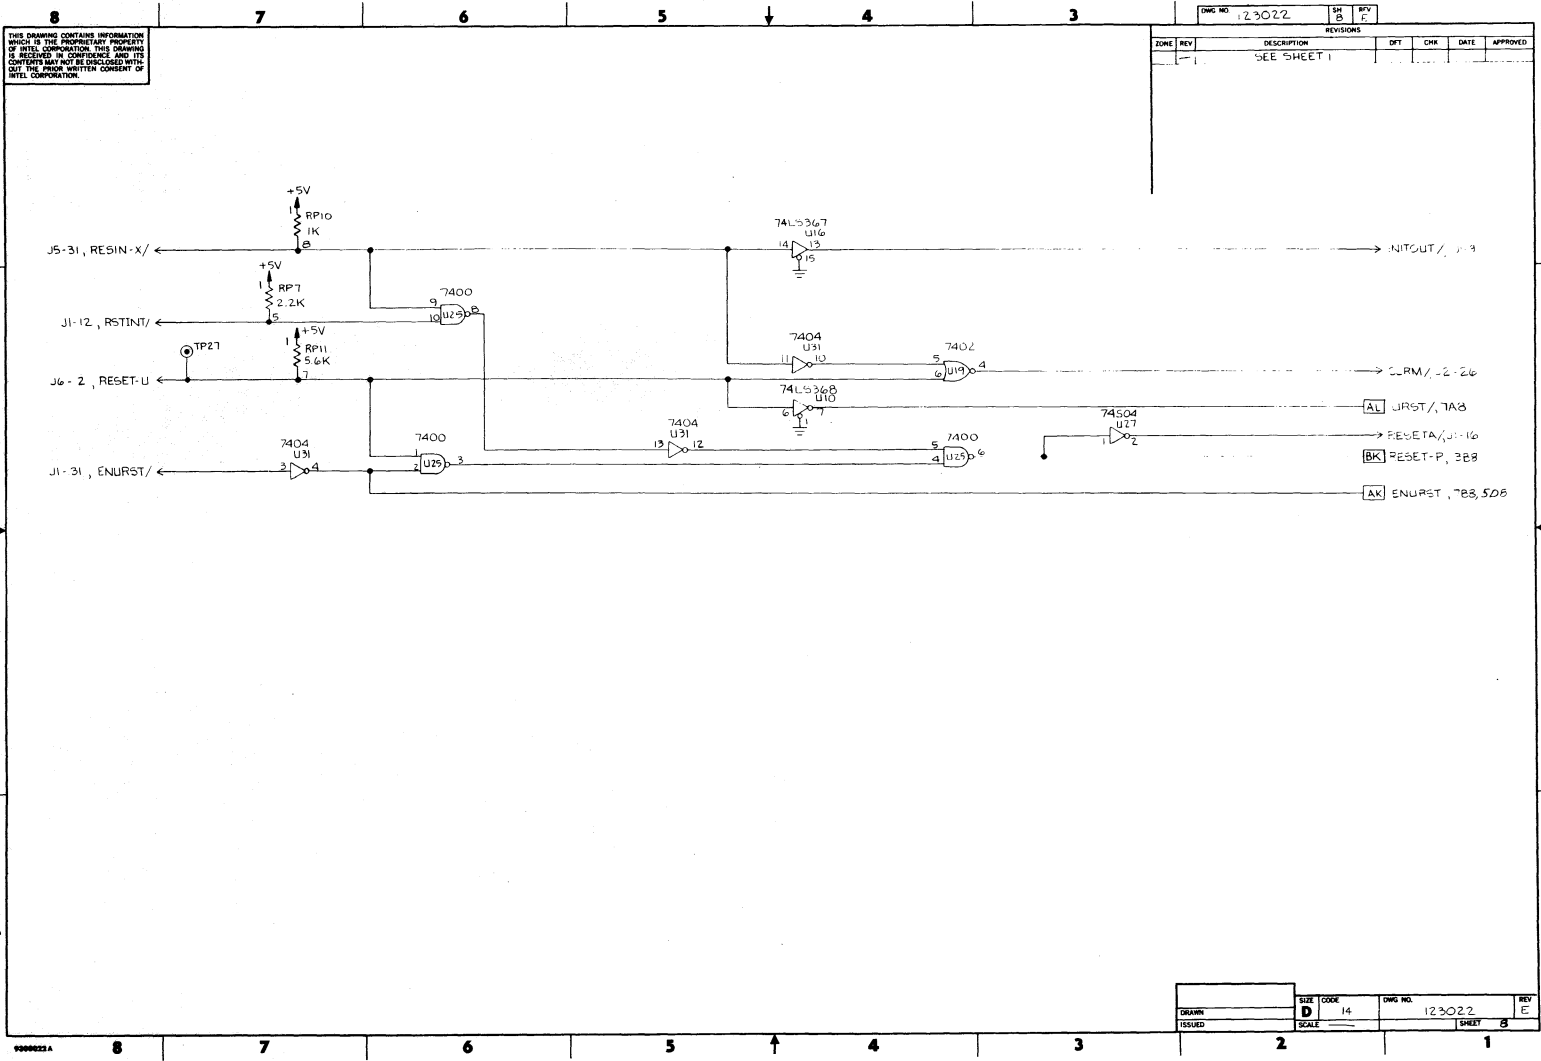 8 7 6 5 4 3
DWG NO. 123022 SH 8 REV E
THIS DRAWING CONTAINS INFORMATION
WHICH IS THE PROPRIETARY PROPERTY
OF INTEL CORPORATION. THIS DRAWING
IS RECEIVED IN CONFIDENCE AND ITS
CONTENTS MAY NOT BE DISCLOSED WITH-
OUT THE PRIOR WRITTEN CONSENT OF
INTEL CORPORATION.
REVISIONS
ZONE REV DESCRIPTION DFT CHK DATE APPROVED
SEE SHEET 1
+5V
1 RP10
1K
8
J5-31, RESIN-X/
74LS367
U16
14 13
15
+5V
1 RP7
2.2K
5
J1-12, RSTINT/
7400
9 8
10 U25
+5V
1 RP11
5.6K
7
TP27
J6-2, RESET-U
7404
U31
11 10
7402
5 4
6 U19
74LS368
U10
6 7
1
AL URST/, 7A8
74S04
U27
1 2
7404
U31
3 4
J1-31, ENURST/
7400
1
2 U25 3
7404
U31
13 12
7400
5
4 U25 6
BK RESET-P, 3B8
AK ENURST
DRAWN
ISSUED
SIZE D CODE 14 DWG NO. 123022 REV E
SCALE SHEET 8
9300022A 8 7 6 5 4 3 2 1